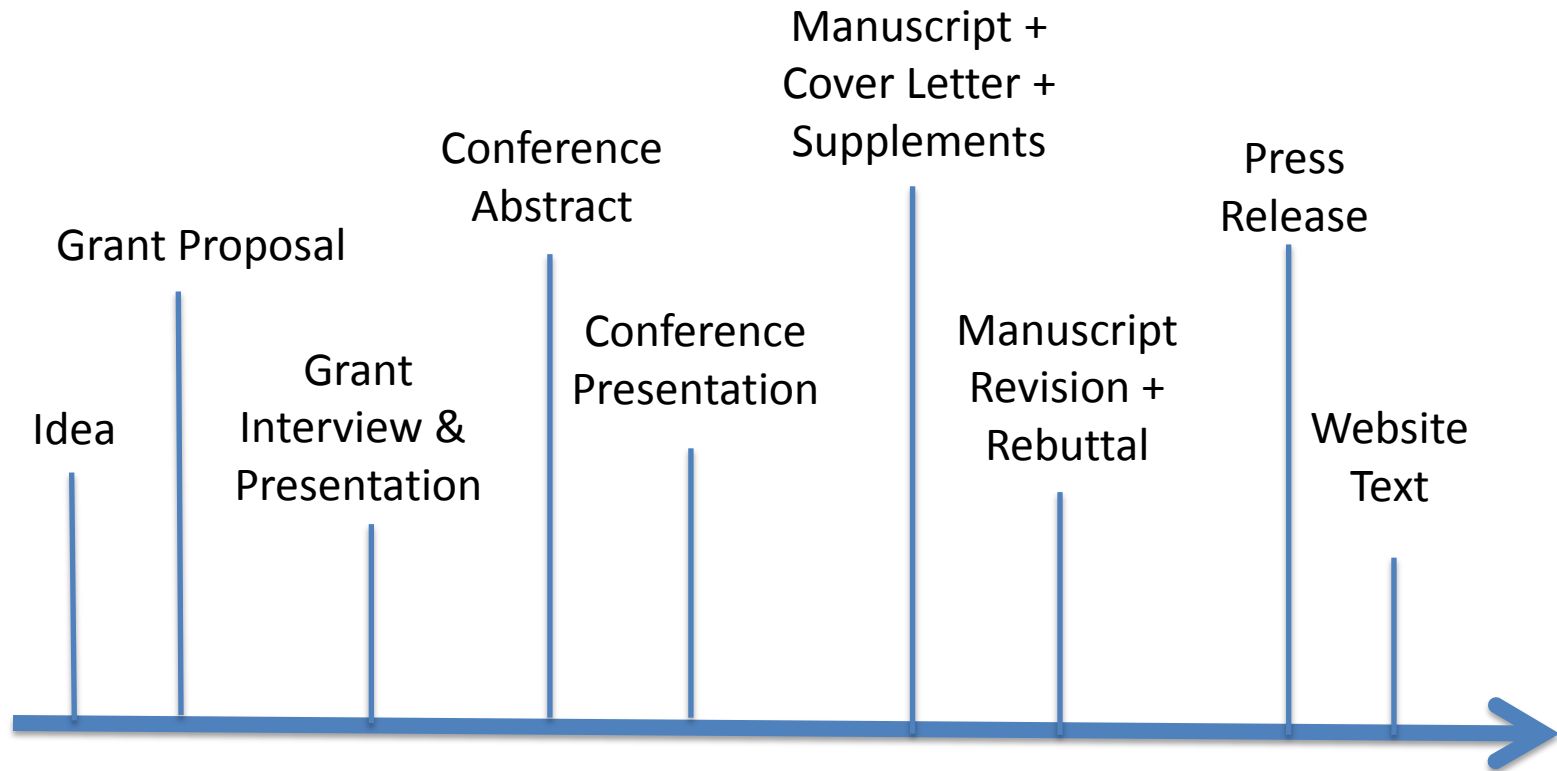 Idea
Grant Proposal
Grant
Interview &
Presentation
Conference
Abstract
Conference
Presentation
Manuscript +
Cover Letter +
Supplements
Manuscript
Revision +
Rebuttal
Press
Release
Website
Text